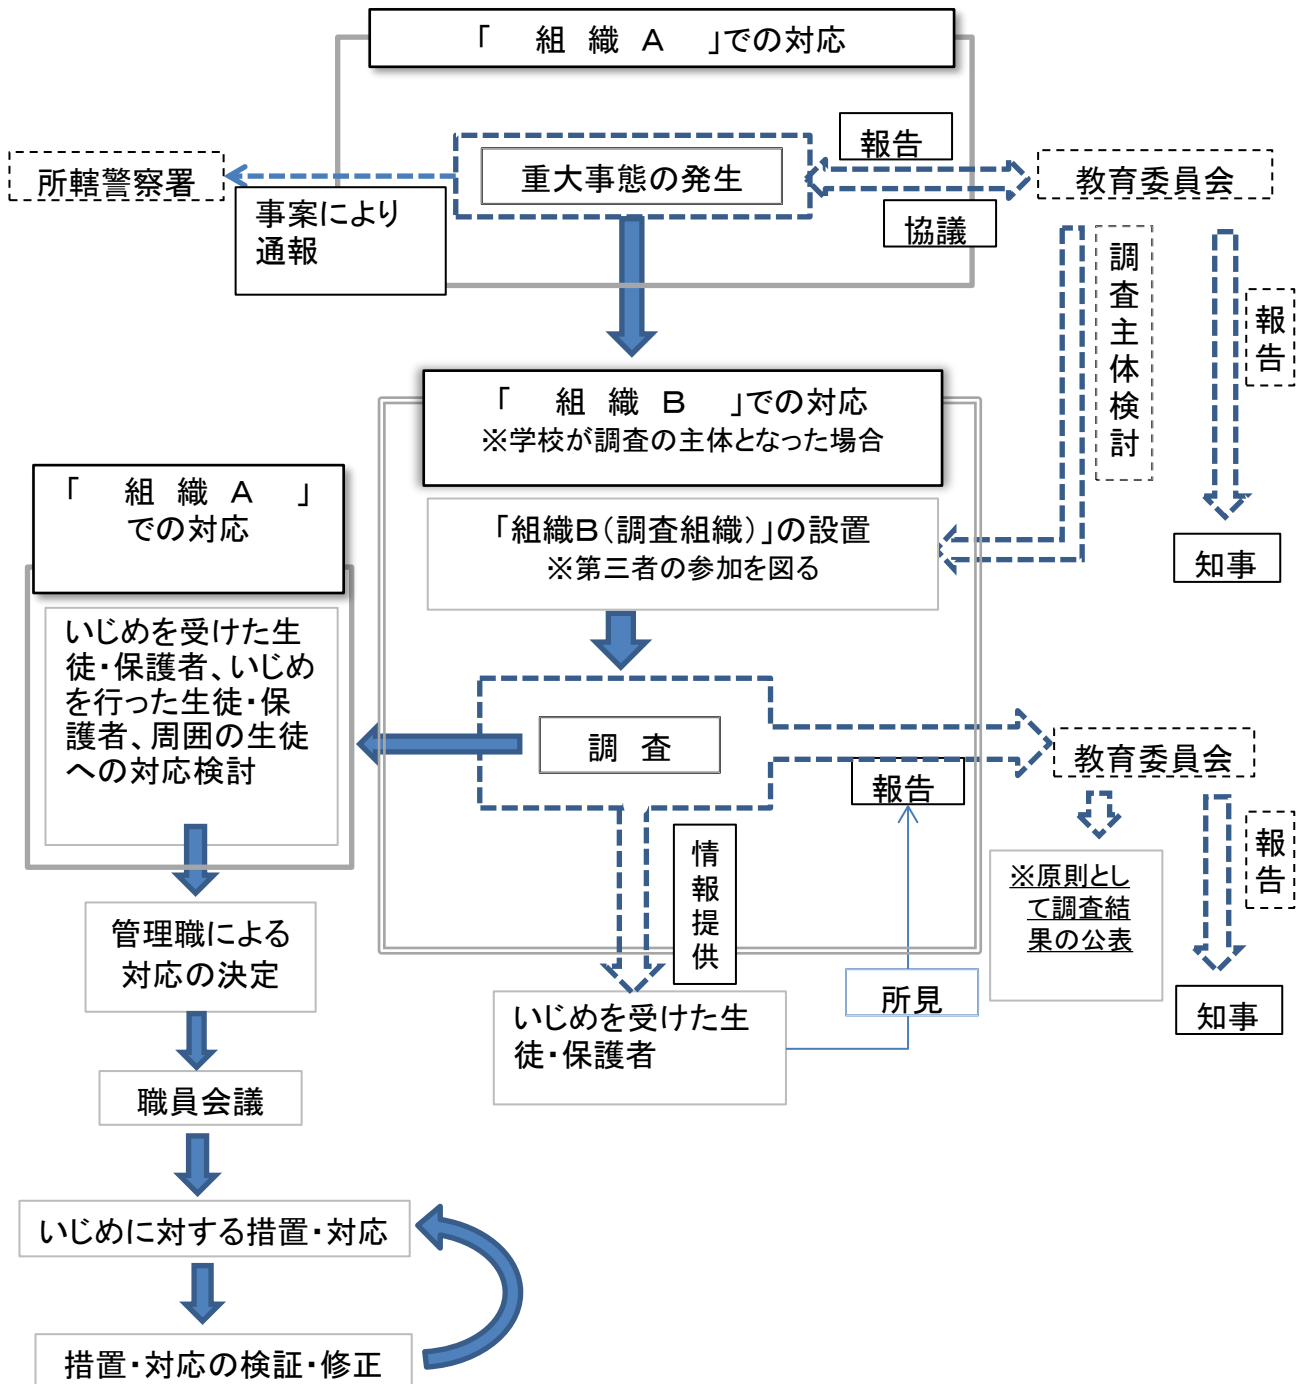 「　組 織 Ａ　」での対応
報告
所轄警察署
重大事態の発生
教育委員会
事案により
通報
協議
調査主体検討
報告
「　組 織 Ｂ　」での対応
※学校が調査の主体となった場合
「　組 織 Ａ　」
での対応
「組織Ｂ（調査組織）」の設置
※第三者の参加を図る
知事
いじめを受けた生
徒・保護者、いじめ
を行った生徒・保
護者、周囲の生徒
への対応検討
調 査
教育委員会
報告
情報提供
報告
※原則とし
て調査結
果の公表
管理職による
対応の決定
所見
知事
いじめを受けた生
徒・保護者
職員会議
いじめに対する措置・対応
措置・対応の検証・修正